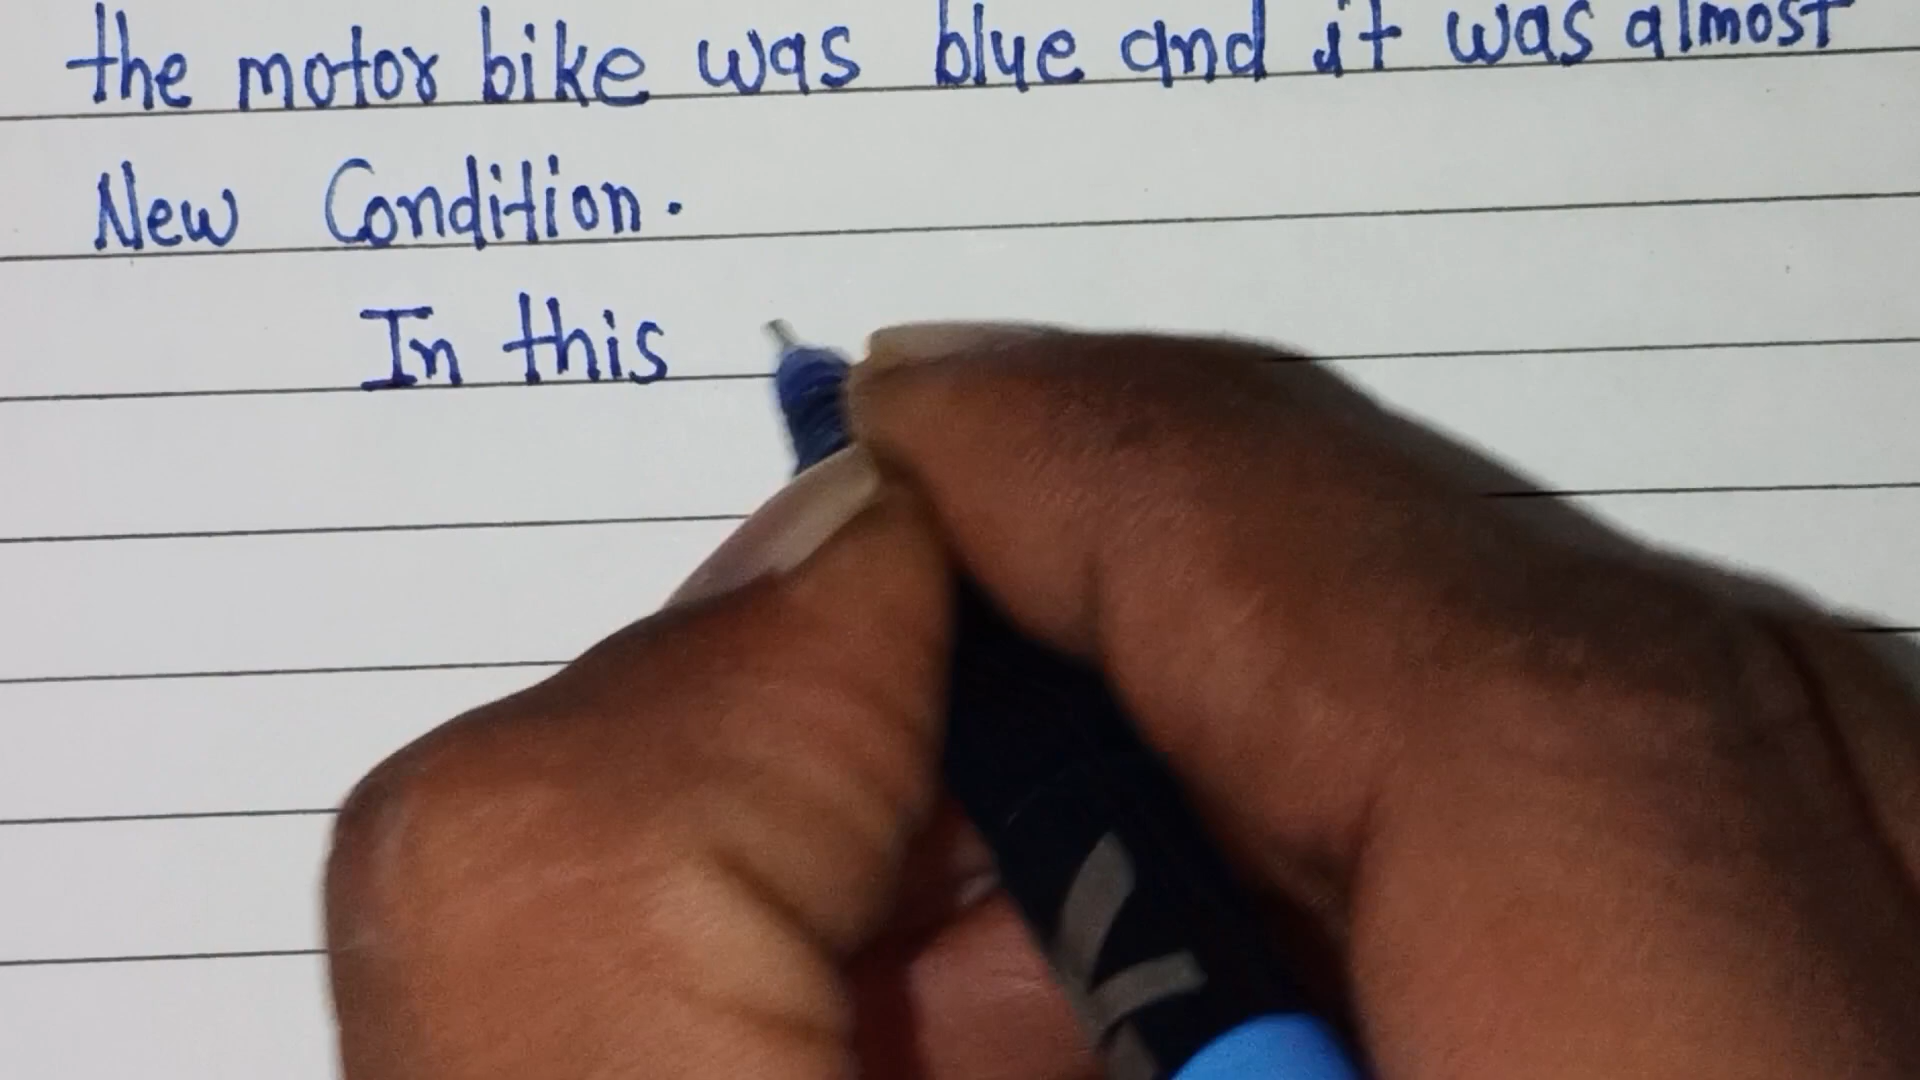 the motor bike was blue and it was almost
New Condition.
In this